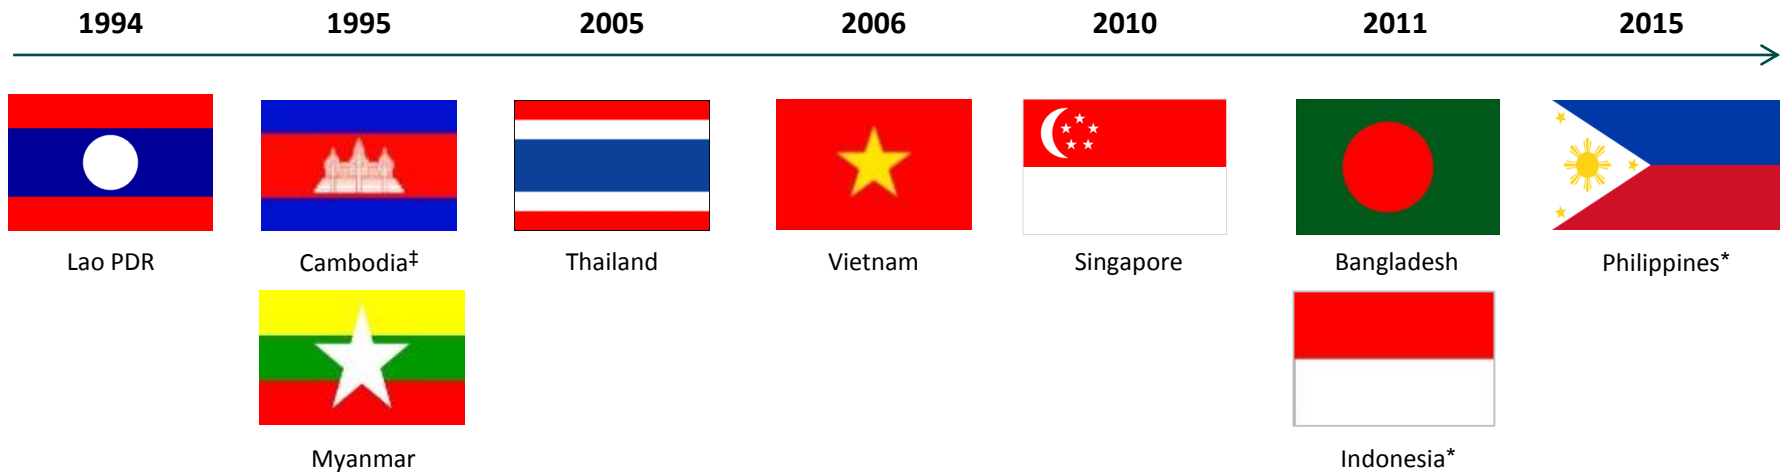 1994 1995 2005 2006 2010 2011 2015
Lao PDR Cambodia‡ Thailand Vietnam Singapore Bangladesh Philippines*
Myanmar Indonesia*